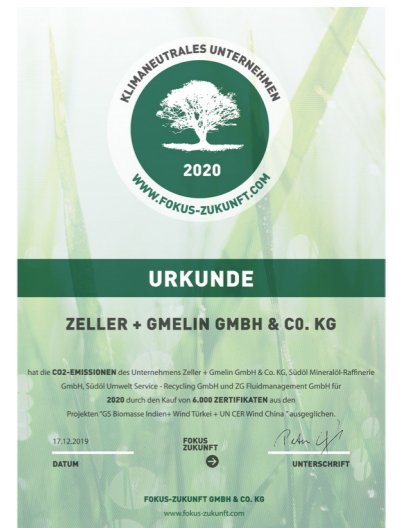 KLIMANEUTRALES UNTERNEHMEN
2020
WWW.FOKUS-ZUKUNFT.COM
URKUNDE
ZELLER + GMELIN GMBH & CO. KG
hat die CO2-EMISSIONEN des Unternehmens Zeller + Gmelin GmbH & Co. KG, Südöl Mineralöl-Raffinerie
GmbH, Südöl Umwelt Service - Recycling GmbH und ZG Fluidmanagement GmbH für
2020 durch den Kauf von 6.000 ZERTIFIKATEN aus den
Projekten "GS Biomasse Indien+ Wind Türkei + UN CER Wind China "ausgeglichen.
17.12.2019
FOKUS
ZUKUNFT
DATUM
UNTERSCHRIFT
FOKUS-ZUKUNFT GMBH & CO. KG
www.fokus-zukunft.com